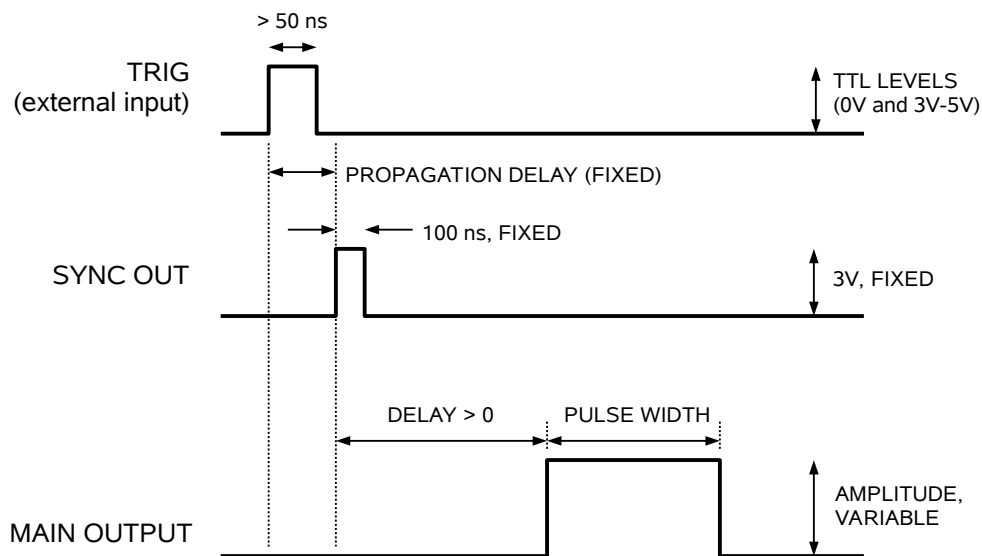 > 50 ns
TRIG
(external input)
TTL LEVELS
(0V and 3V-5V)
PROPAGATION DELAY (FIXED)
100 ns, FIXED
SYNC OUT
3V, FIXED
DELAY > 0
PULSE WIDTH
MAIN OUTPUT
AMPLITUDE,
VARIABLE